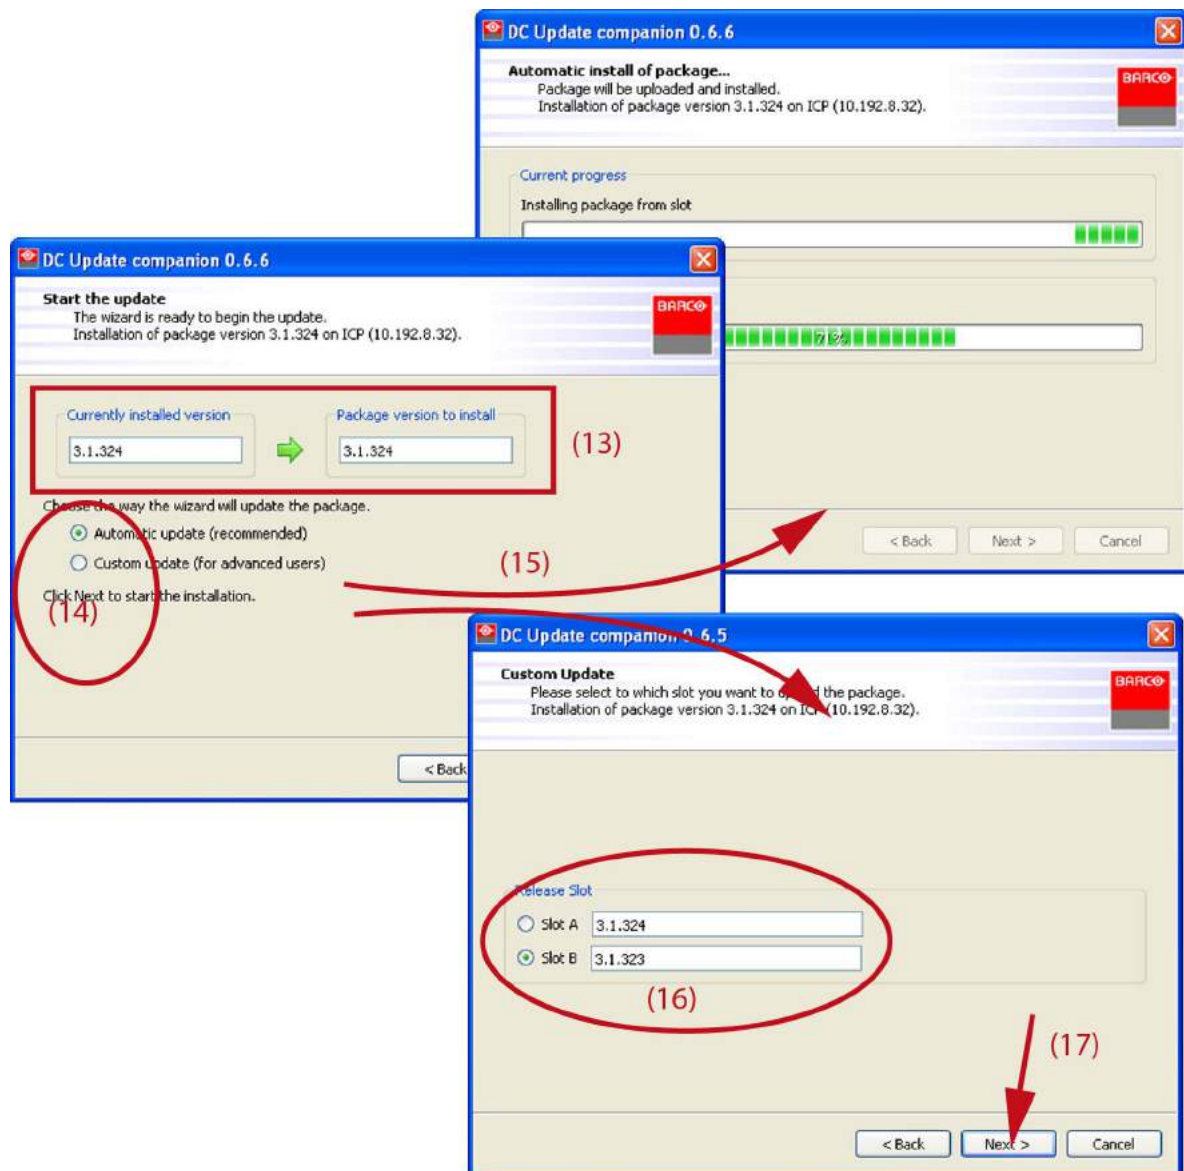 DC Update companion 0.6.6
Automatic install of package...
Package will be uploaded and installed.
Installation of package version 3.1.324 on ICP (10.192.8.32).
BARCO
Current progress
Installing package from slot
71%
< Back
Next >
Cancel
DC Update companion 0.6.6
Start the update
The wizard is ready to begin the update.
Installation of package version 3.1.324 on ICP (10.192.8.32).
BARCO
Currently installed version
Package version to install
3.1.324
3.1.324
(13)
Choose the way the wizard will update the package.
Automatic update (recommended)
Custom update (for advanced users)
(15)
Click Next to start the installation.
(14)
< Back
DC Update companion 0.6.5
Custom Update
Please select to which slot you want to upload the package.
Installation of package version 3.1.324 on ICP (10.192.8.32).
BARCO
Release Slot
Slot A 3.1.324
Slot B 3.1.323
(16)
(17)
< Back
Next >
Cancel